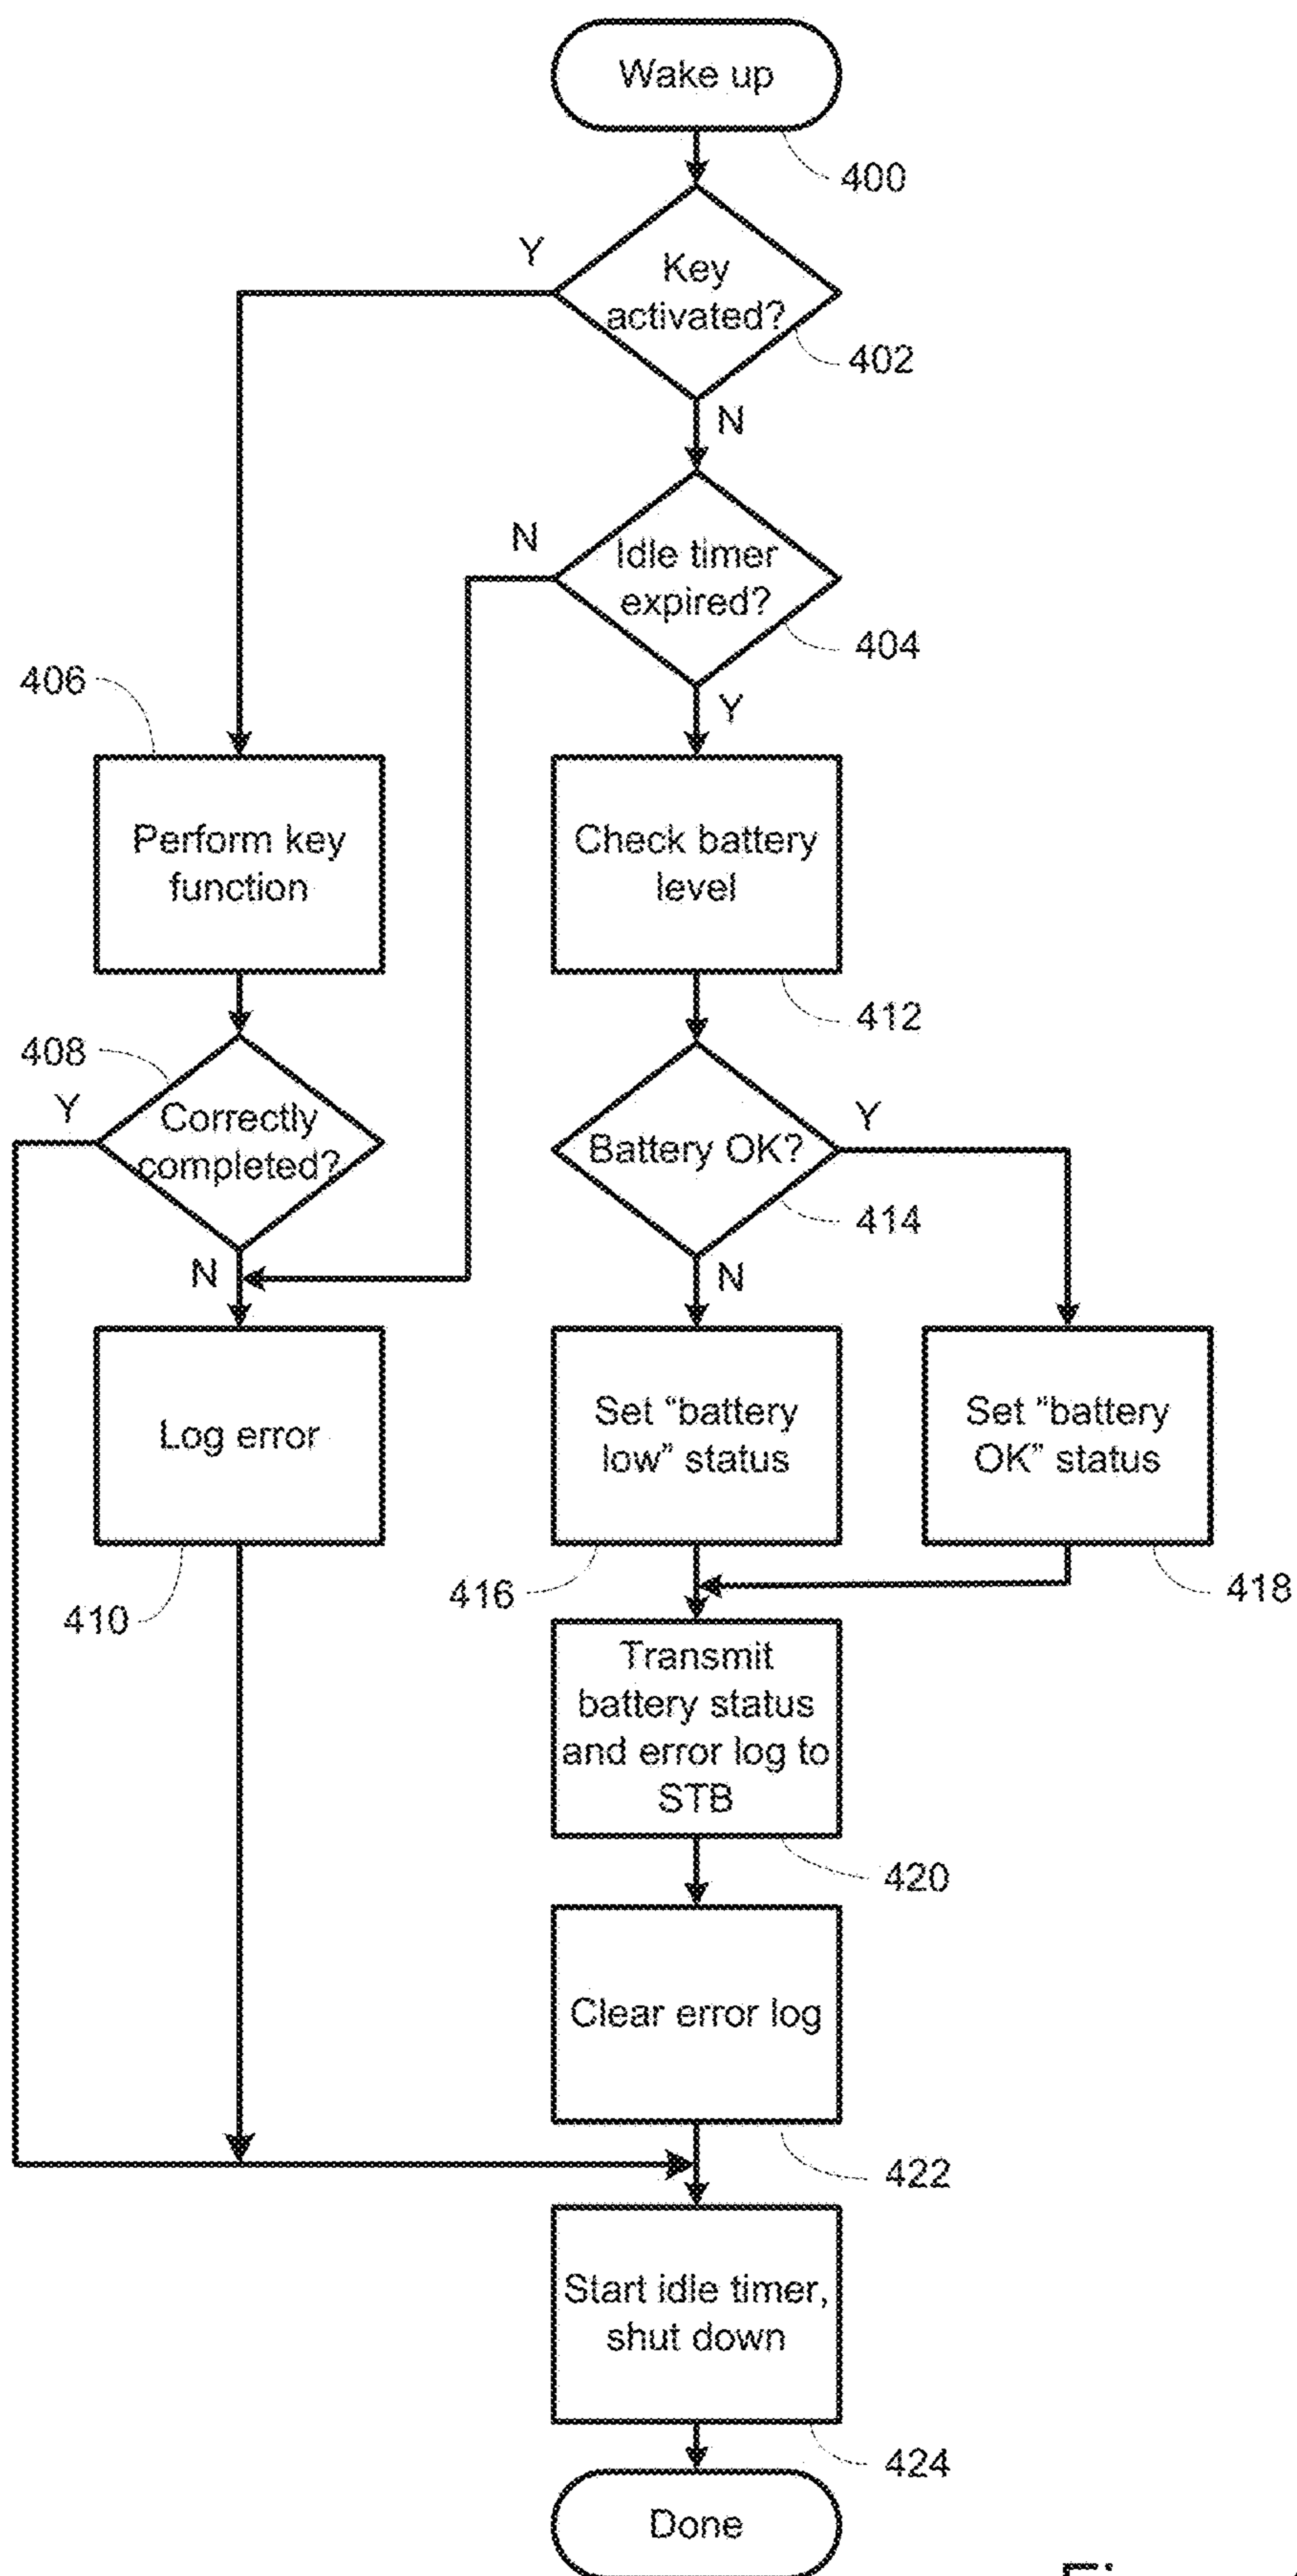 Wake up
400
Key
activated?
402
Y
N
Idle timer
expired?
404
N
Y
406
Perform key
function
Check battery
level
412
408
Correctly
completed?
Y
N
Battery OK?
414
Y
N
Log error
410
Set “battery
low” status
416
Set “battery
OK” status
418
Transmit
battery status
and error log to
STB
420
Clear error log
422
Start idle timer,
shut down
424
Done